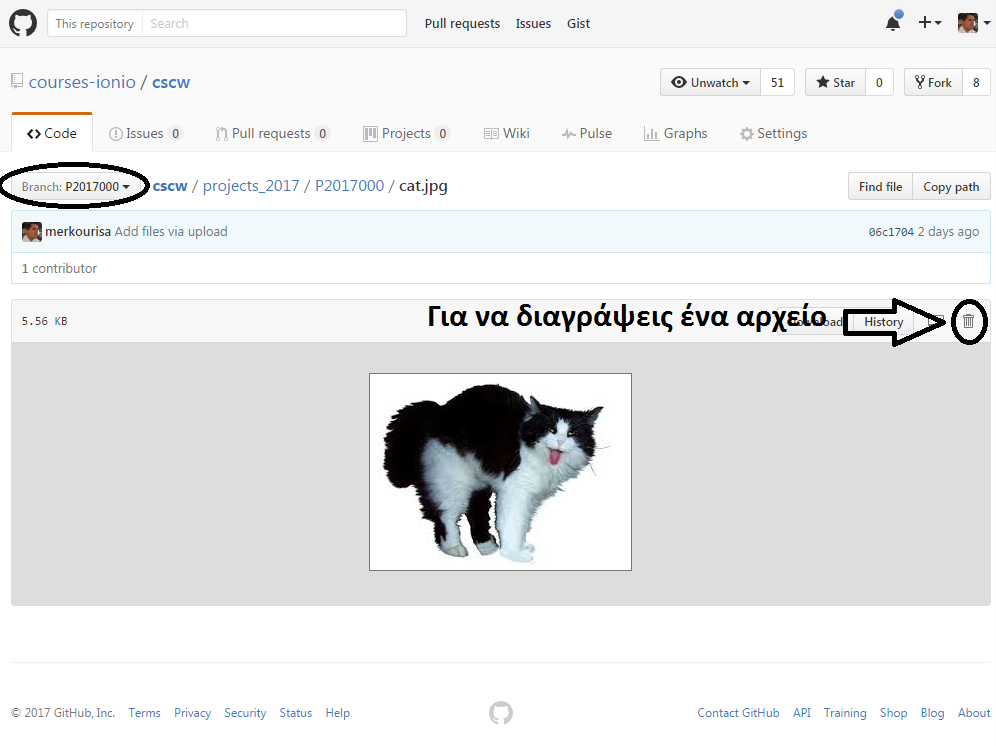 This repository Search Pull requests Issues Gist
courses-ionio / cscw Unwatch 51 Star 0 Fork 8
Code Issues 0 Pull requests 0 Projects 0 Wiki Pulse Graphs Settings
Branch: P2017000 cscw / projects_2017 / P2017000 / cat.jpg Find file Copy path
merkourisa Add files via upload 06c1704 2 days ago
1 contributor
5.56 KB Για να διαγράψεις ένα αρχείο Download History
© 2017 GitHub, Inc. Terms Privacy Security Status Help Contact GitHub API Training Shop Blog About